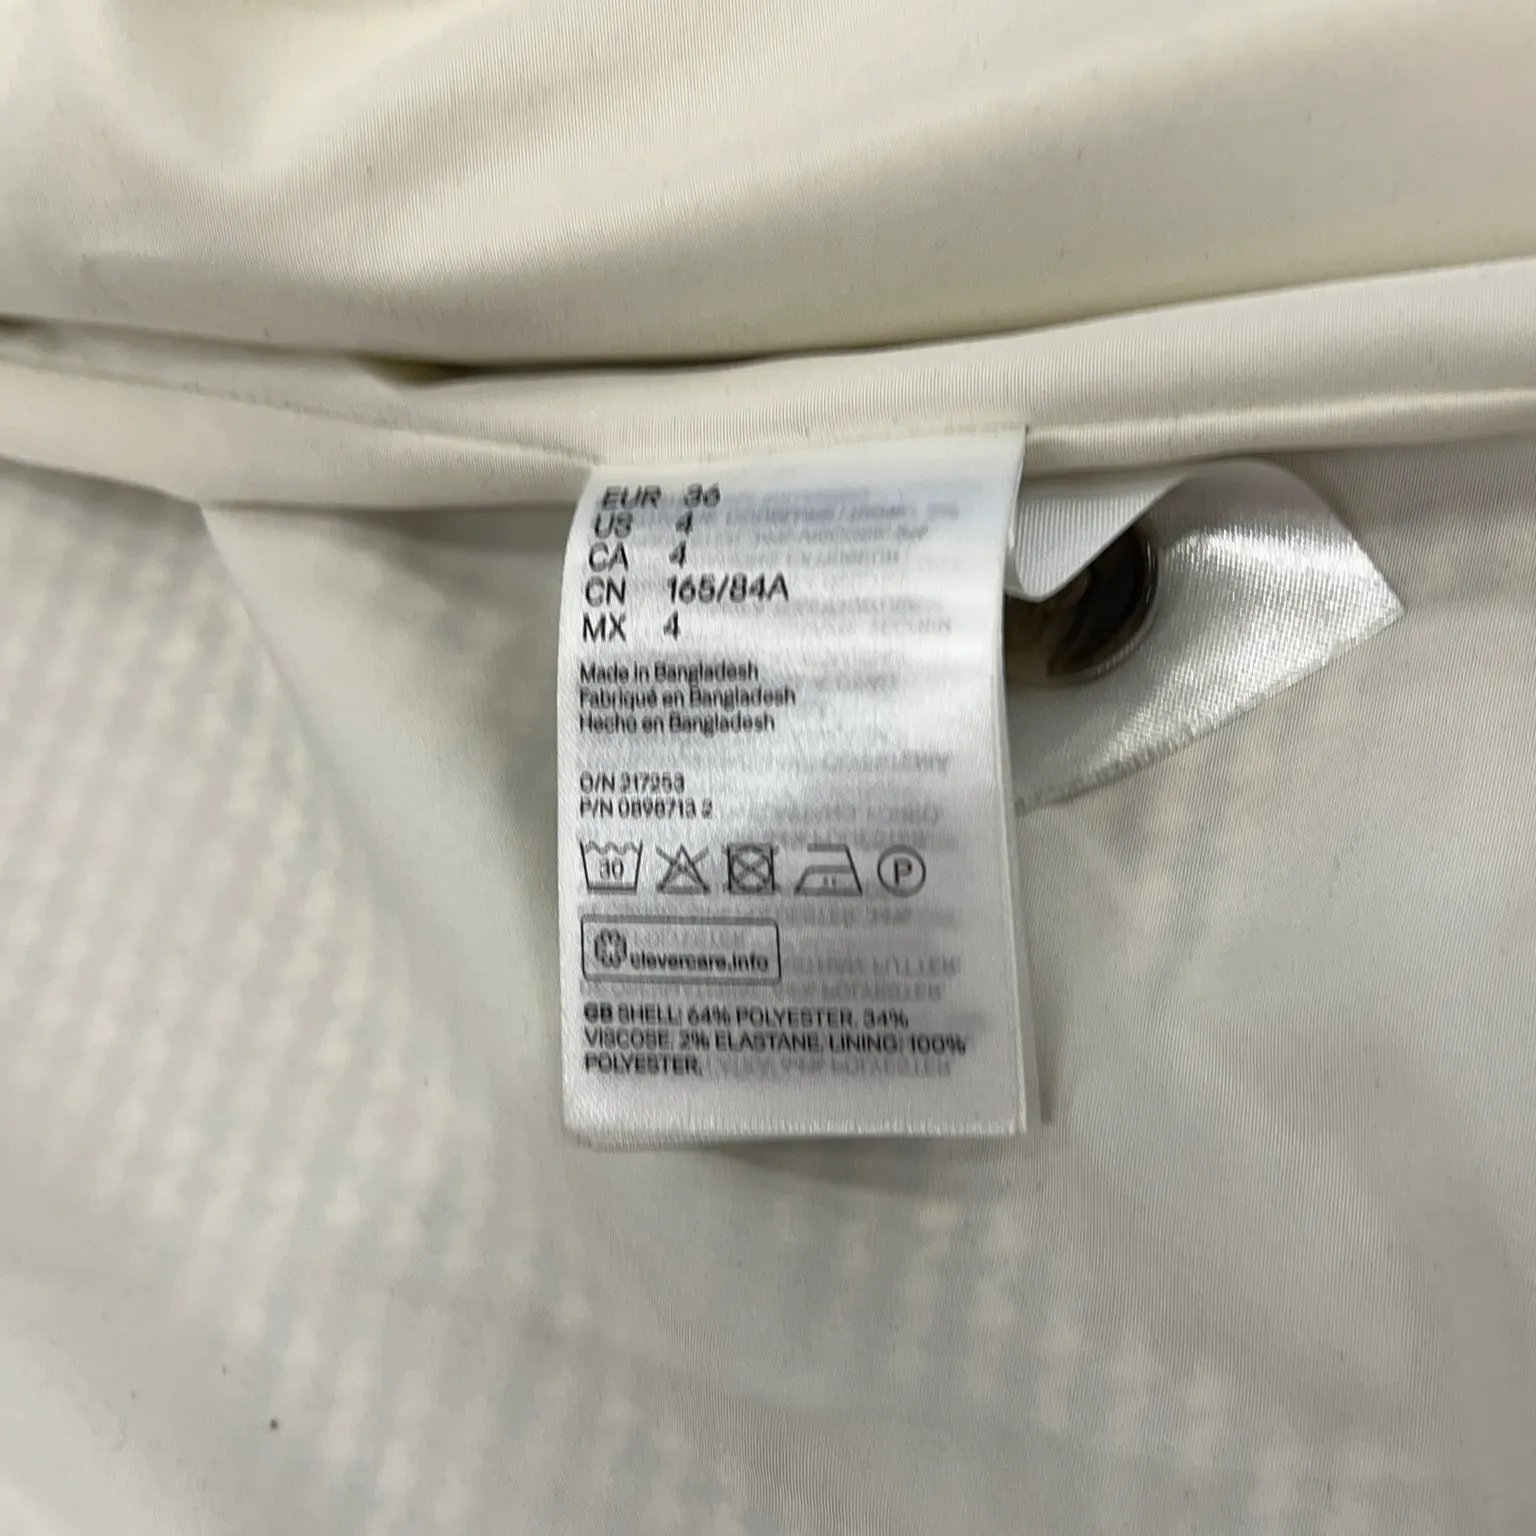 EUR 36
US 4
CA 4
CN 165/84A
MX 4
Made in Bangladesh
Fabriqué en Bangladesh
Hecho en Bangladesh
O/N 217253
P/N 0898713 2
30
P
clevercare.info
GB SHELL: 64% POLYESTER, 34%
VISCOSE, 2% ELASTANE, LINING: 100%
POLYESTER,